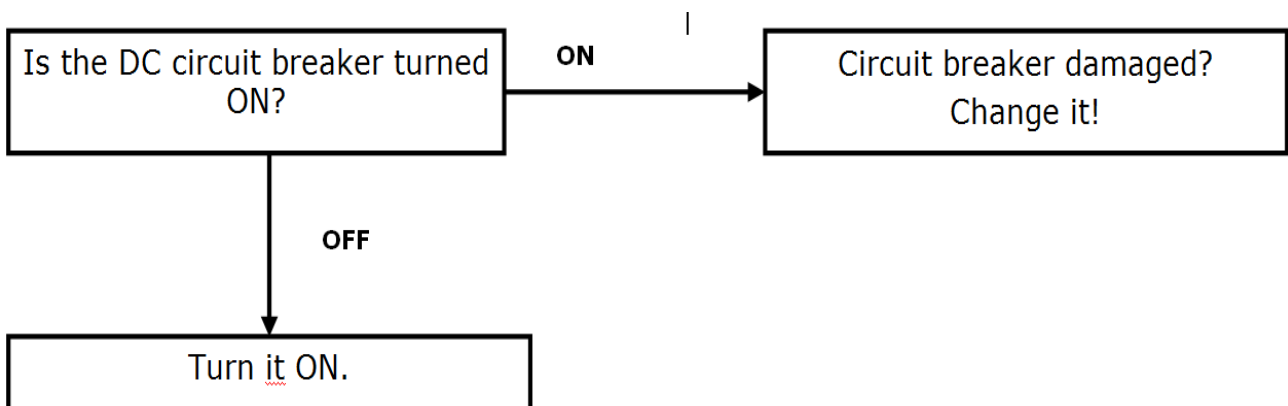 Is the DC circuit breaker turned
ON?
ON
Circuit breaker damaged?
Change it!
OFF
Turn it ON.